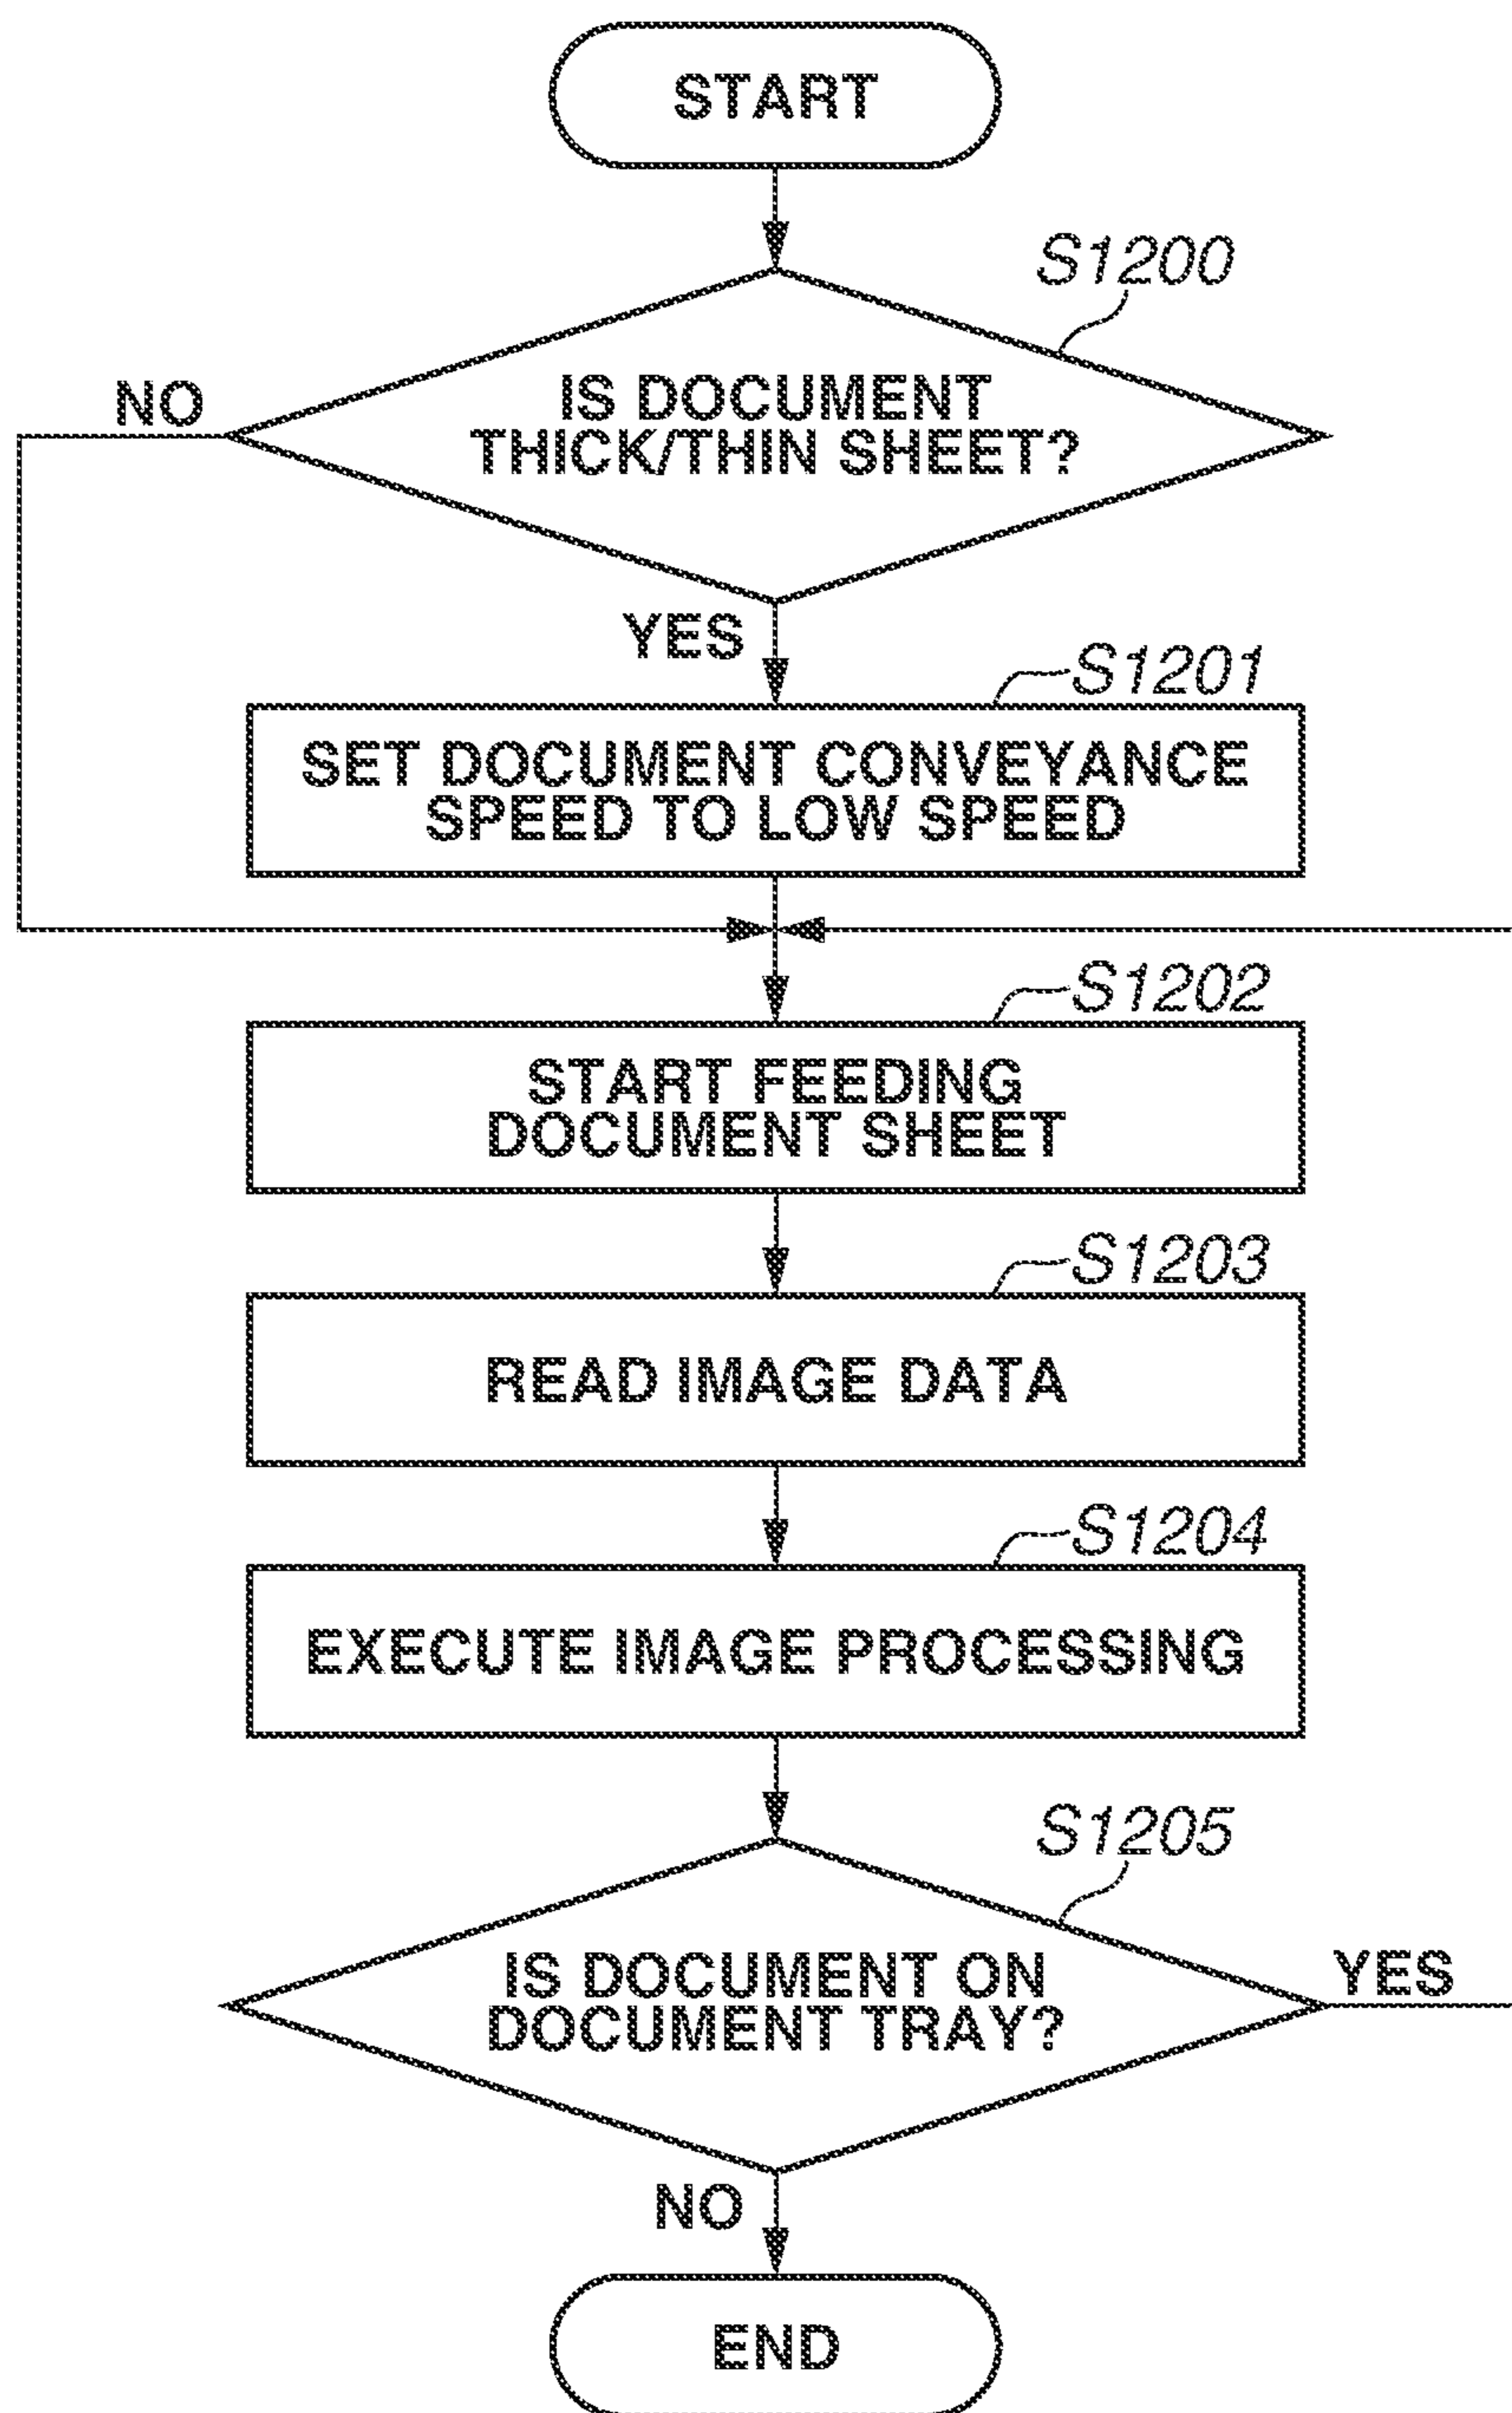 START
S1200
NO
IS DOCUMENT
THICK/THIN SHEET?
YES
S1201
SET DOCUMENT CONVEYANCE
SPEED TO LOW SPEED
S1202
START FEEDING
DOCUMENT SHEET
S1203
READ IMAGE DATA
S1204
EXECUTE IMAGE PROCESSING
S1205
IS DOCUMENT ON
DOCUMENT TRAY?
YES
NO
END